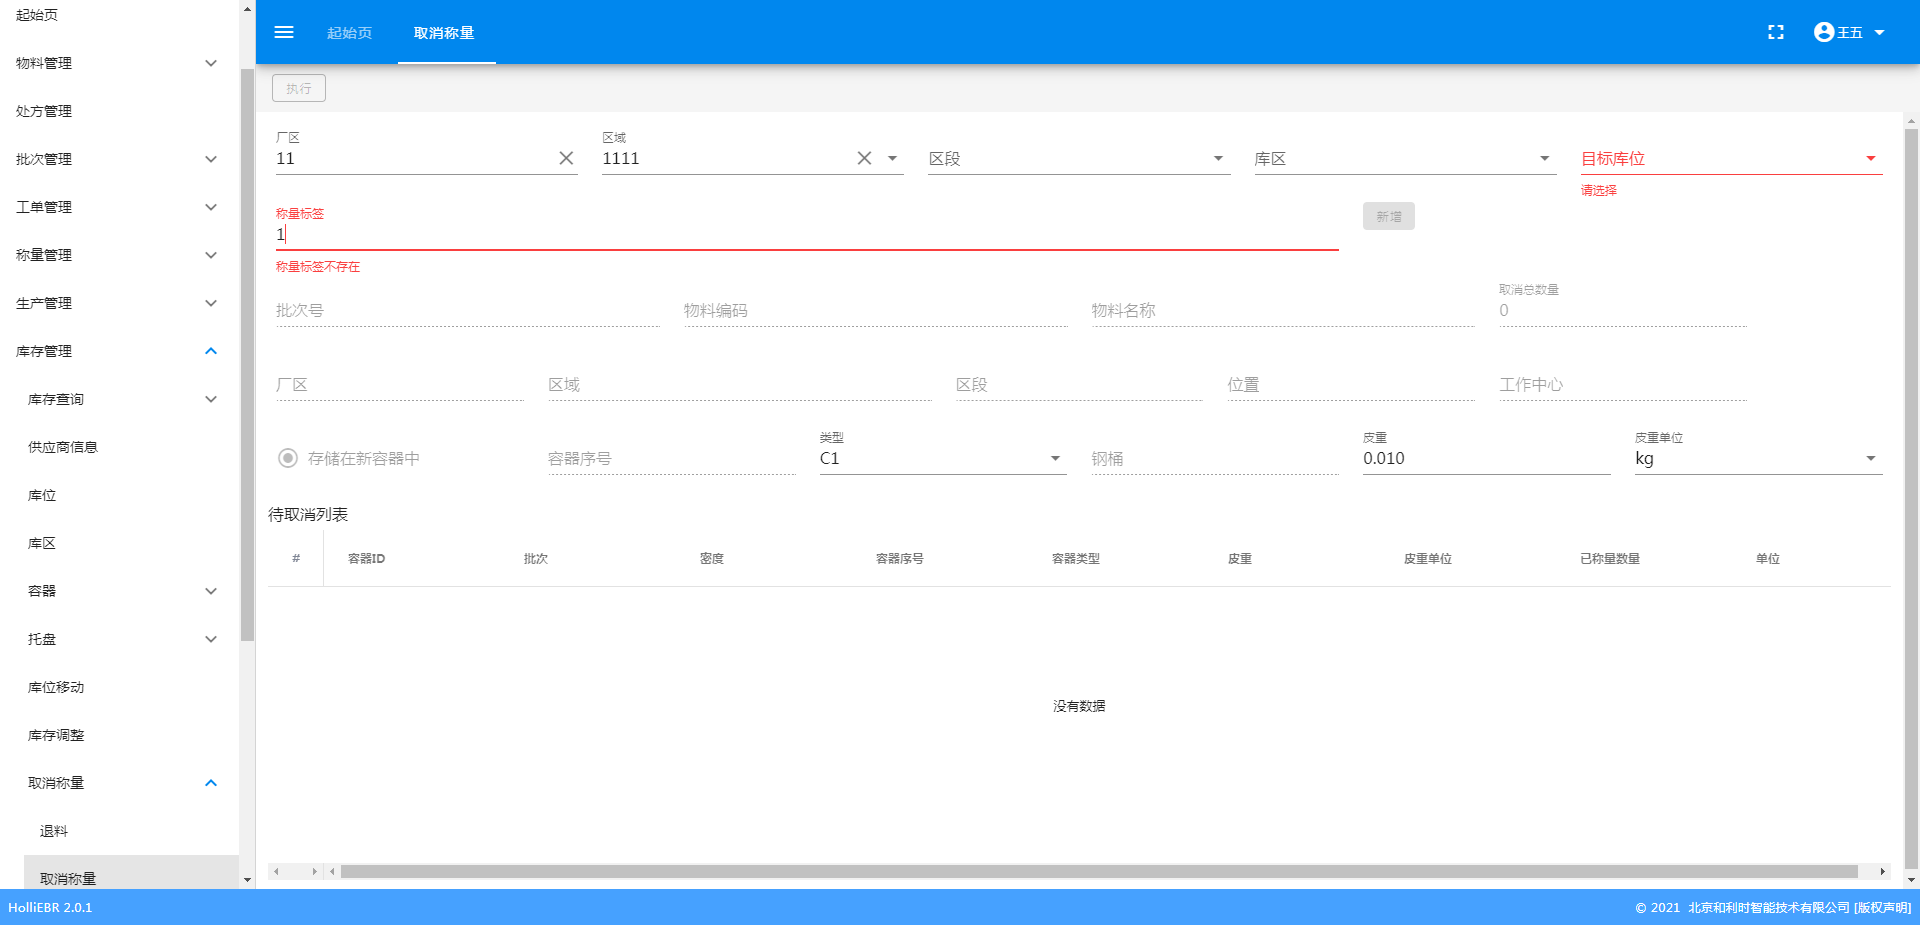 起始页
物料管理
处方管理
批次管理
工单管理
称量管理
生产管理
库存管理
库存查询
供应商信息
库位
库区
容器
托盘
库位移动
库存调整
取消称量
退料
取消称量
起始页
取消称量
王五
执行
厂区
11
区域
1111
区段
库区
目标库位
请选择
称量标签
1
称量标签不存在
新增
批次号
物料编码
物料名称
取消总数量
0
厂区
区域
区段
位置
工作中心
存储在新容器中
容器序号
类型
C1
钢桶
皮重
0.010
皮重单位
kg
待取消列表
# 容器ID 批次 密度 容器序号 容器类型 皮重 皮重单位 已称量数量 单位
没有数据
HolliEBR 2.0.1
© 2021 北京和利时智能技术有限公司 [版权声明]